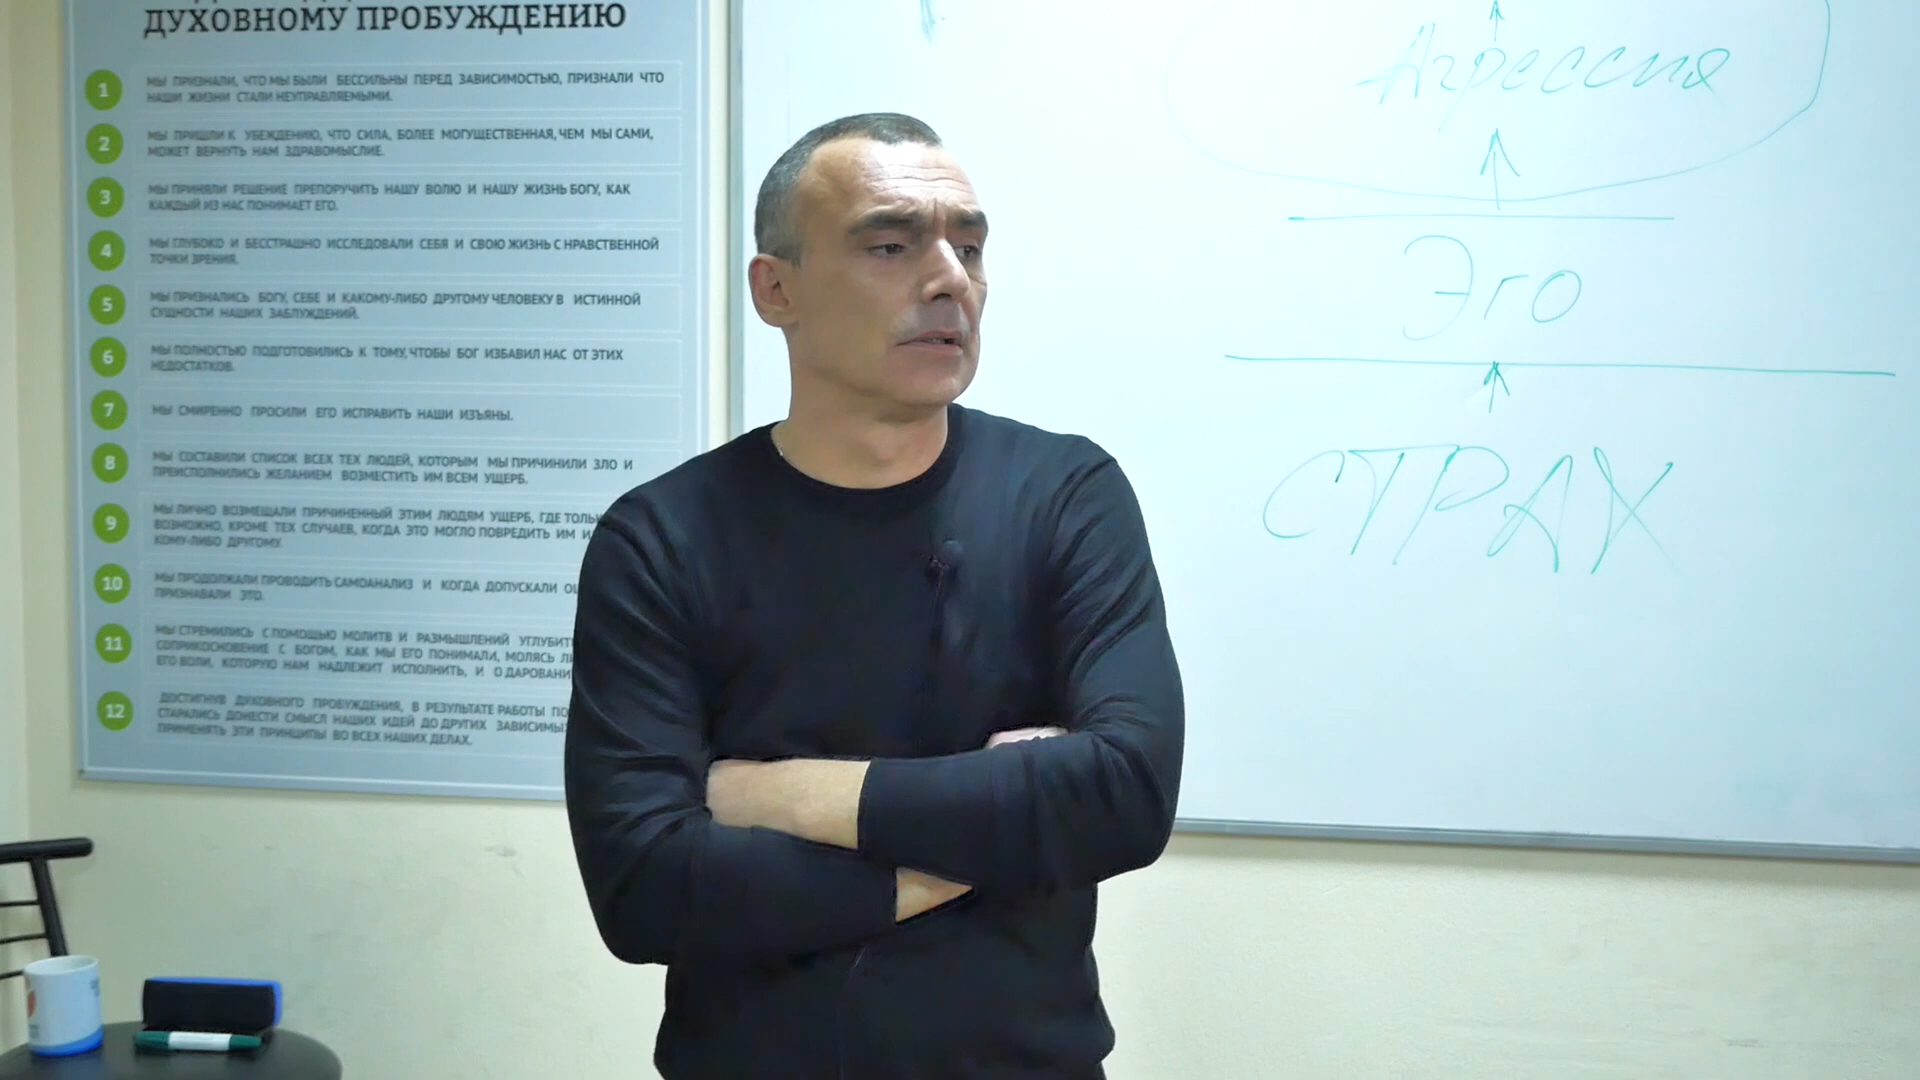 ДУХОВНОМУ ПРОБУЖДЕНИЮ
1
МЫ ПРИЗНАЛИ, ЧТО МЫ БЫЛИ БЕССИЛЬНЫ ПЕРЕД ЗАВИСИМОСТЬЮ, ПРИЗНАЛИ ЧТО
НАШИ ЖИЗНИ СТАЛИ НЕУПРАВЛЯЕМЫМИ.
2
МЫ ПРИШЛИ К УБЕЖДЕНИЮ, ЧТО СИЛА, БОЛЕЕ МОГУЩЕСТВЕННАЯ, ЧЕМ МЫ САМИ,
МОЖЕТ ВЕРНУТЬ НАМ ЗДРАВОМЫСЛИЕ.
3
МЫ ПРИНЯЛИ РЕШЕНИЕ ПРЕПОРУЧИТЬ НАШУ ВОЛЮ И НАШУ ЖИЗНЬ БОГУ, КАК
КАЖДЫЙ ИЗ НАС ПОНИМАЕТ ЕГО.
4
МЫ ГЛУБОКО И БЕССТРАШНО ИССЛЕДОВАЛИ СЕБЯ И СВОЮ ЖИЗНЬ С НРАВСТВЕННОЙ
ТОЧКИ ЗРЕНИЯ.
5
МЫ ПРИЗНАЛИСЬ БОГУ, СЕБЕ И КАКОМУ-ЛИБО ДРУГОМУ ЧЕЛОВЕКУ В ИСТИННОЙ
СУЩНОСТИ НАШИХ ЗАБЛУЖДЕНИЙ.
6
МЫ ПОЛНОСТЬЮ ПОДГОТОВИЛИСЬ К ТОМУ, ЧТОБЫ БОГ ИЗБАВИЛ НАС ОТ ЭТИХ
НЕДОСТАТКОВ.
7
МЫ СМИРЕННО ПРОСИЛИ ЕГО ИСПРАВИТЬ НАШИ ИЗЪЯНЫ.
8
МЫ СОСТАВИЛИ СПИСОК ВСЕХ ТЕХ ЛЮДЕЙ, КОТОРЫМ МЫ ПРИЧИНИЛИ ЗЛО И
ПРЕИСПОЛНИЛИСЬ ЖЕЛАНИЕМ ВОЗМЕСТИТЬ ИМ ВСЕМ УЩЕРБ.
9
МЫ ЛИЧНО ВОЗМЕЩАЛИ ПРИЧИНЕННЫЙ ЭТИМ ЛЮДЯМ УЩЕРБ, ГДЕ ТОЛЬ
ВОЗМОЖНО, КРОМЕ ТЕХ СЛУЧАЕВ, КОГДА ЭТО МОГЛО ПОВРЕДИТЬ ИМ
КОМУ-ЛИБО ДРУГОМУ.
10
МЫ ПРОДОЛЖАЛИ ПРОВОДИТЬ САМОАНАЛИЗ И КОГДА ДОПУСКАЛИ
ПРИЗНАВАЛИ ЭТО.
11
МЫ СТРЕМИЛИСЬ С ПОМОЩЬЮ МОЛИТВ И РАЗМЫШЛЕНИЙ УГЛУБИТ
СОПРИКОСНОВЕНИЕ С БОГОМ, КАК МЫ ЕГО ПОНИМАЛИ, МОЛЯСЬ
ЕГО ВОЛИ, КОТОРУЮ НАМ НАДЛЕЖИТ ИСПОЛНИТЬ, И О ДАРОВАНИ
12
ДОСТИГНУВ ДУХОВНОГО ПРОБУЖДЕНИЯ, В РЕЗУЛЬТАТЕ РАБОТЫ ПО
СТАРАЛИСЬ ДОНЕСТИ СМЫСЛ НАШИХ ИДЕЙ ДО ДРУГИХ ЗАВИСИМЫ
ПРИМЕНЯТЬ ЭТИ ПРИНЦИПЫ ВО ВСЕХ НАШИХ ДЕЛАХ.
Агрессия
Эго
СТРАХ